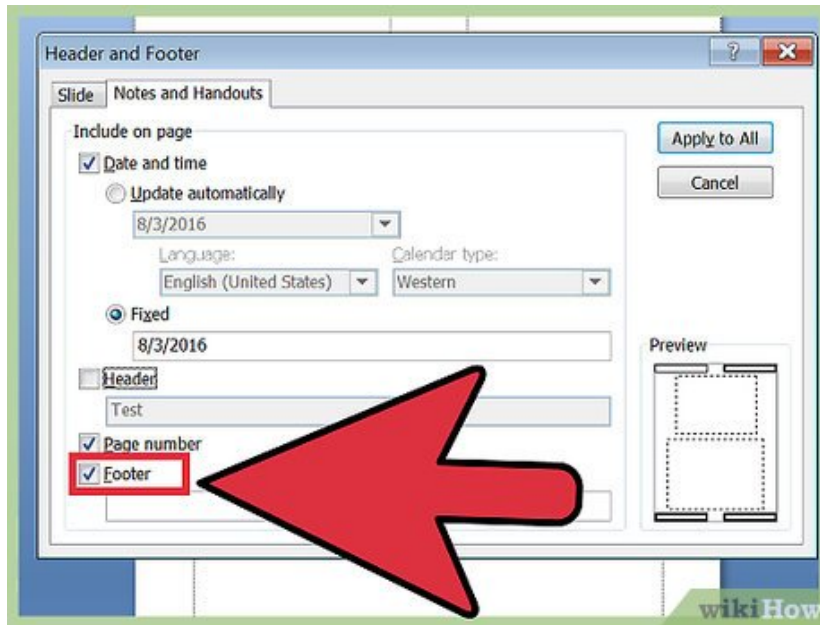 Header and Footer
Slide Notes and Handouts
Include on page
Apply to All
Date and time
Cancel
Update automatically
8/3/2016
Language: Calendar type:
English (United States) Western
Fixed
8/3/2016
Preview
Header
Test
Page number
Footer
wikiHow